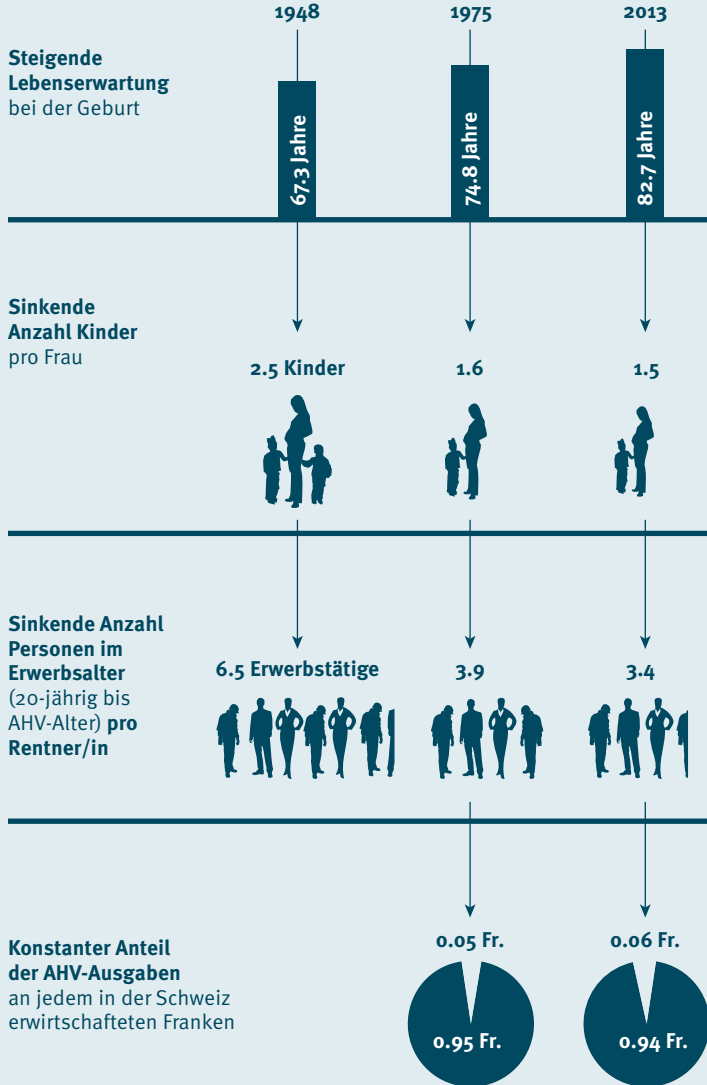 1948 1975 2013
Steigende
Lebenserwartung
bei der Geburt
67.3 Jahre
74.8 Jahre
82.7 Jahre
Sinkende
Anzahl Kinder
pro Frau
2.5 Kinder 1.6 1.5
Sinkende Anzahl
Personen im
Erwerbsalter
(20-jährig bis
AHV-Alter) pro
Rentner/in
6.5 Erwerbstätige 3.9 3.4
Konstanter Anteil
der AHV-Ausgaben
an jedem in der Schweiz
erwirtschafteten Franken
0.05 Fr. 0.06 Fr.
0.95 Fr. 0.94 Fr.